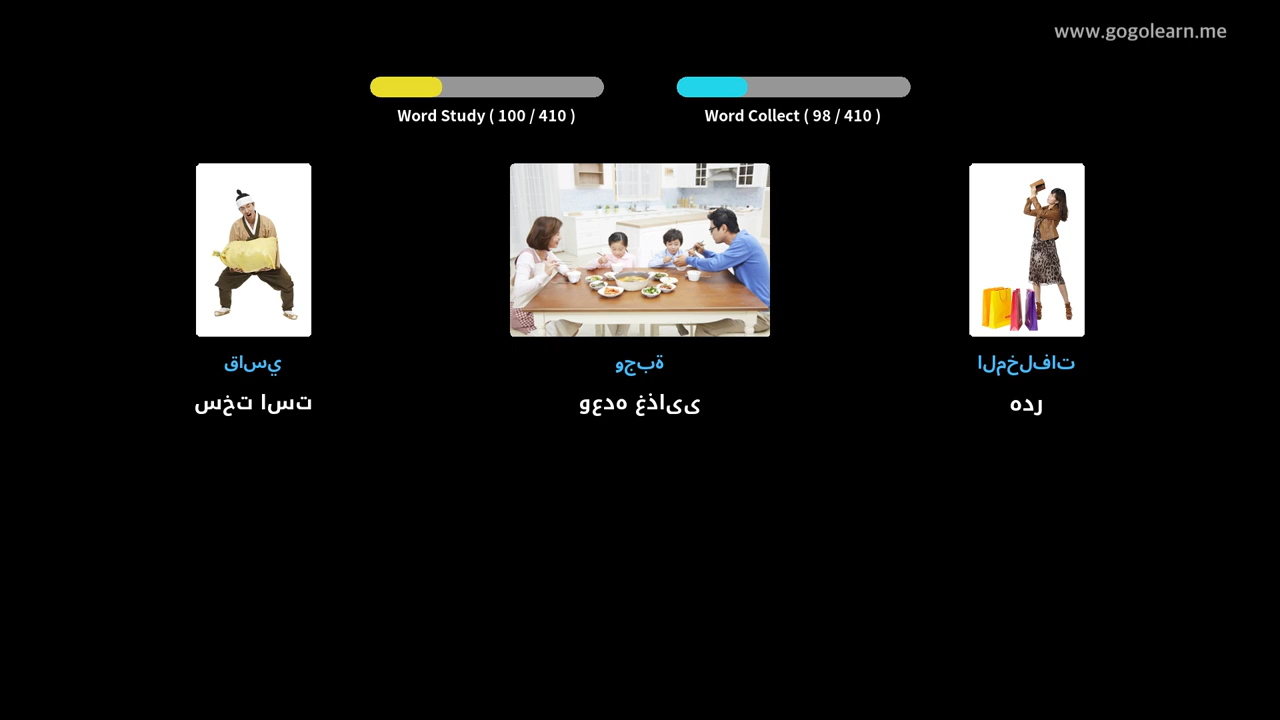 www.gogolearn.me
Word Study ( 100 / 410 )
Word Collect ( 98 / 410 )
قاسي
وجبة
المخلفات
سخت است
وعده غذایی
هدر